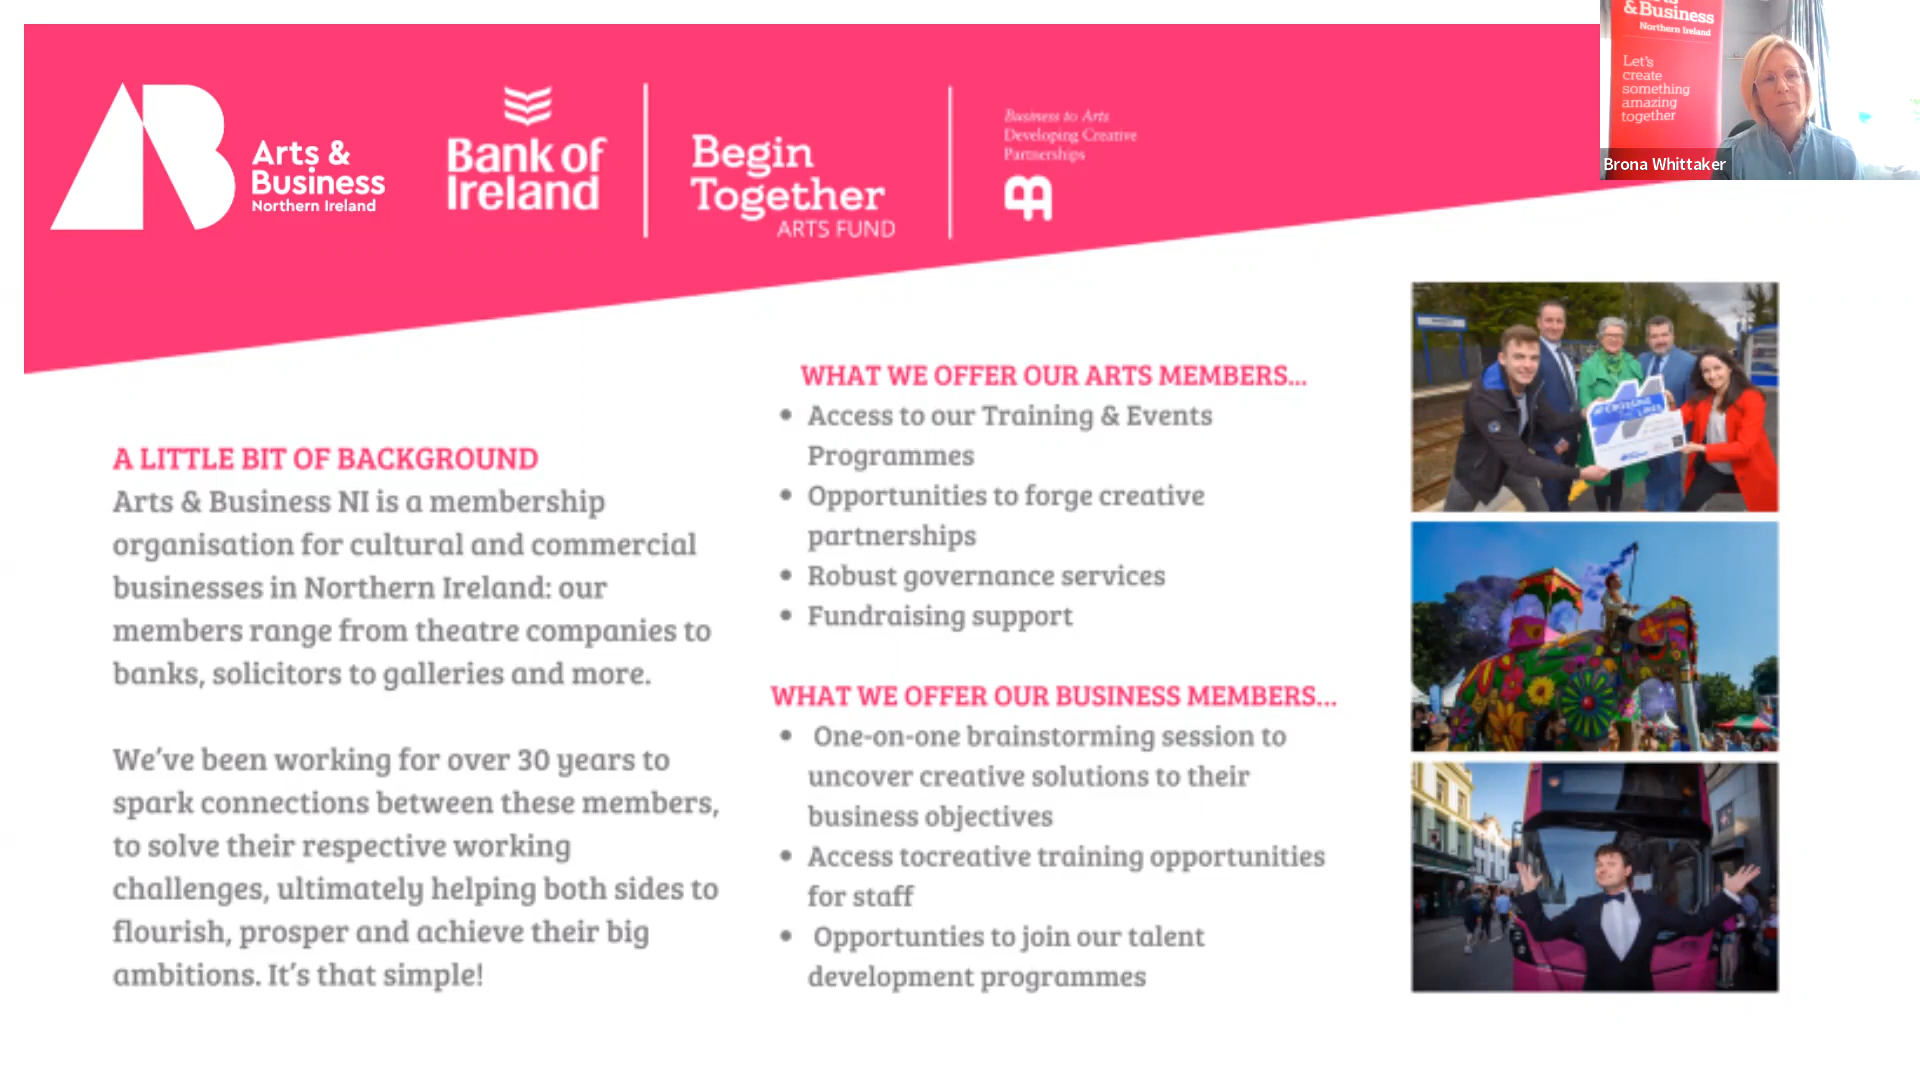 Arts &
Business
Northern Ireland
Bank of
Ireland
Begin
Together
ARTS FUND
Business to Arts
Developing Creative
Partnerships
& Business
Northern Ireland
Let's
create
something
amazing
together
Brona Whittaker
A LITTLE BIT OF BACKGROUND
Arts & Business NI is a membership
organisation for cultural and commercial
businesses in Northern Ireland: our
members range from theatre companies to
banks, solicitors to galleries and more.
We've been working for over 30 years to
spark connections between these members,
to solve their respective working
challenges, ultimately helping both sides to
flourish, prosper and achieve their big
ambitions. It's that simple!
WHAT WE OFFER OUR ARTS MEMBERS...
• Access to our Training & Events
Programmes
• Opportunities to forge creative
partnerships
• Robust governance services
• Fundraising support
WHAT WE OFFER OUR BUSINESS MEMBERS...
• One-on-one brainstorming session to
uncover creative solutions to their
business objectives
• Access tocreative training opportunities
for staff
• Opportunties to join our talent
development programmes